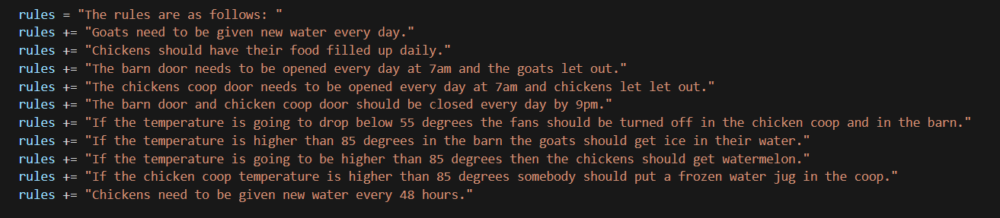 rules = "The rules are as follows: "
rules += "Goats need to be given new water every day."
rules += "Chickens should have their food filled up daily."
rules += "The barn door needs to be opened every day at 7am and the goats let out."
rules += "The chickens coop door needs to be opened every day at 7am and chickens let let out."
rules += "The barn door and chicken coop door should be closed every day by 9pm."
rules += "If the temperature is going to drop below 55 degrees the fans should be turned off in the chicken coop and in the barn."
rules += "If the temperature is higher than 85 degrees in the barn the goats should get ice in their water."
rules += "If the temperature is going to be higher than 85 degrees then the chickens should get watermelon."
rules += "If the chicken coop temperature is higher than 85 degrees somebody should put a frozen water jug in the coop."
rules += "Chickens need to be given new water every 48 hours."